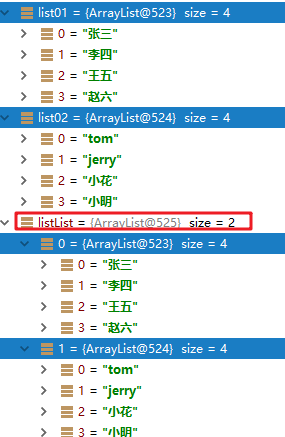 list01 = {ArrayList@523} size = 4
0 = "张三"
1 = "李四"
2 = "王五"
3 = "赵六"
list02 = {ArrayList@524} size = 4
0 = "tom"
1 = "jerry"
2 = "小花"
3 = "小明"
listList = {ArrayList@525} size = 2
0 = {ArrayList@523} size = 4
0 = "张三"
1 = "李四"
2 = "王五"
3 = "赵六"
1 = {ArrayList@524} size = 4
0 = "tom"
1 = "jerry"
2 = "小花"
3 = "小明"